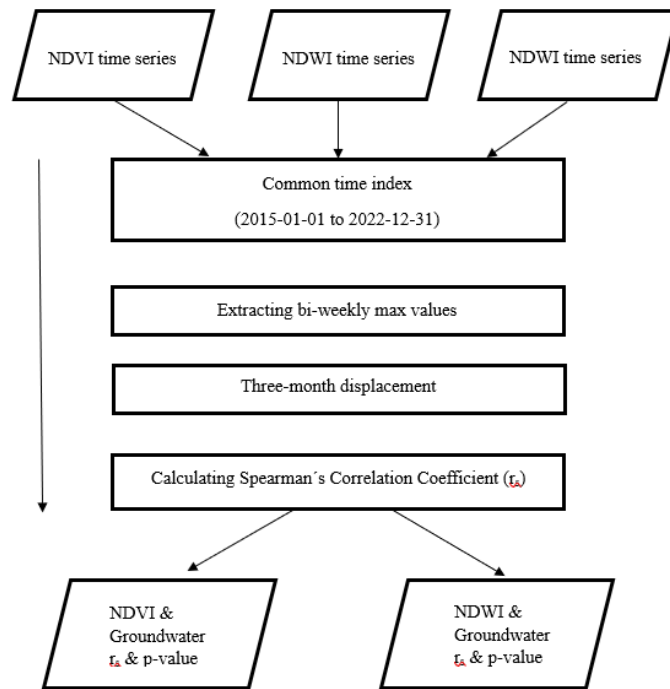 NDVI time series
NDWI time series
NDWI time series
Common time index
(2015-01-01 to 2022-12-31)
Extracting bi-weekly max values
Three-month displacement
Calculating Spearman´s Correlation Coefficient (rₛ)
NDVI &
Groundwater
rₛ & p-value
NDWI &
Groundwater
rₛ & p-value